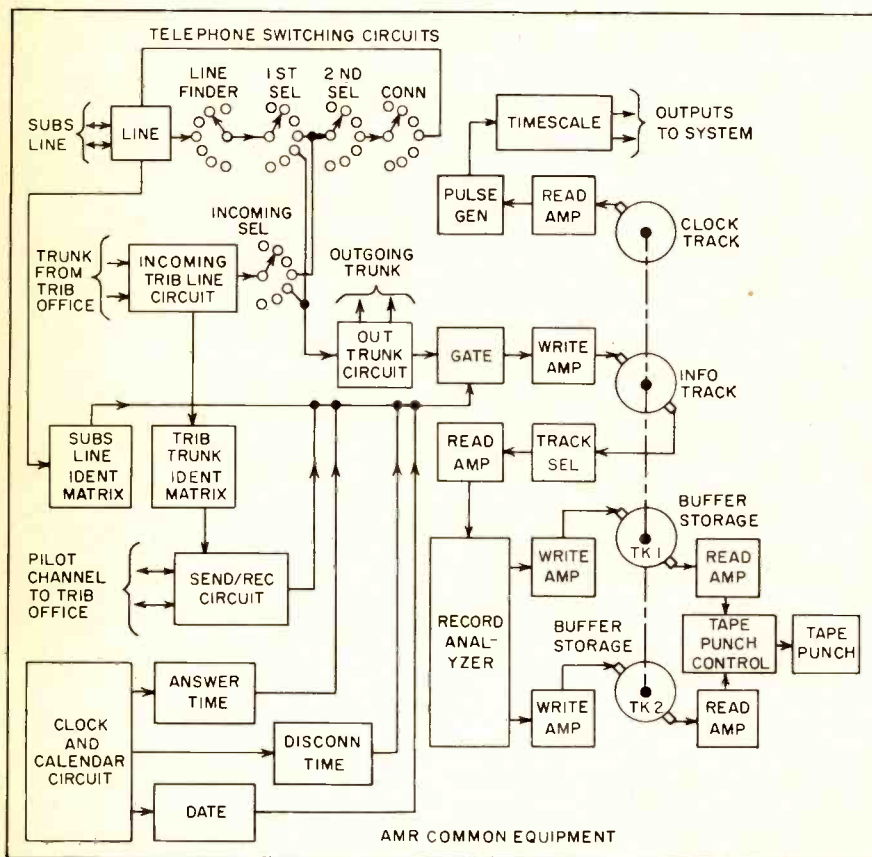 TELEPHONE SWITCHING CIRCUITS
LINE
FINDER
1 ST
SEL
2 ND
SEL
CONN
SUBS
LINE
LINE
TIMESCALE
OUTPUTS
TO SYSTEM
PULSE
GEN
READ
AMP
CLOCK
TRACK
INCOMING
SEL
TRUNK
FROM
TRIB
OFFICE
INCOMING
TRIB LINE
CIRCUIT
OUTGOING
TRUNK
OUT
TRUNK
CIRCUIT
GATE
WRITE
AMP
INFO
TRACK
SUBS
LINE
IDENT
MATRIX
TRIB
TRUNK
IDENT
MATRIX
READ
AMP
TRACK
SEL
PILOT
CHANNEL
TO TRIB
OFFICE
SEND/REC
CIRCUIT
RECORD
ANAL-
YZER
WRITE
AMP
BUFFER
STORAGE
TK 1
READ
AMP
BUFFER
STORAGE
TAPE
PUNCH
CONTROL
TAPE
PUNCH
WRITE
AMP
TK 2
READ
AMP
CLOCK
AND
CALENDAR
CIRCUIT
ANSWER
TIME
DISCONN
TIME
DATE
AMR COMMON EQUIPMENT